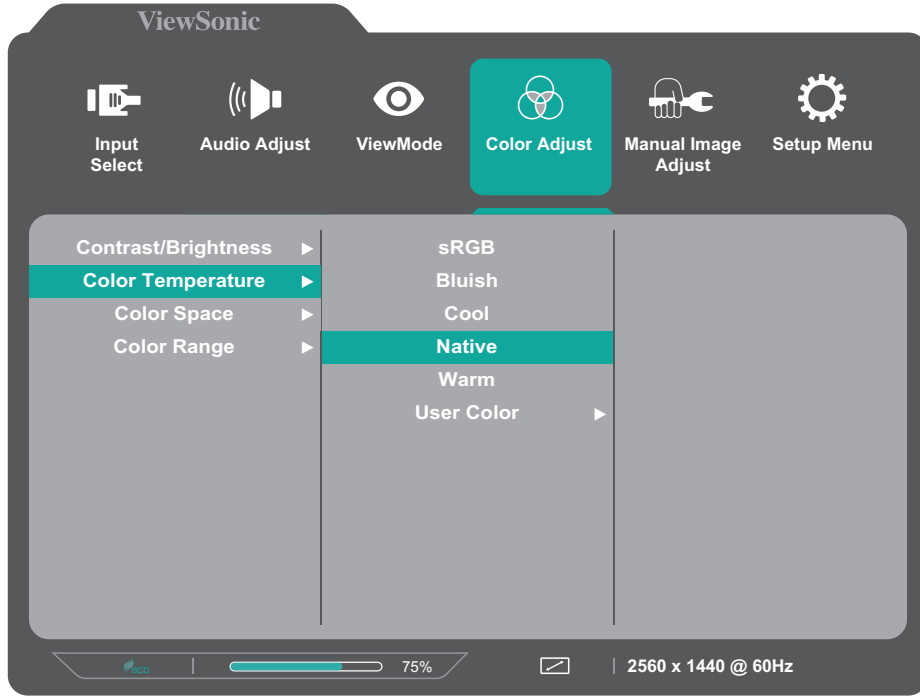 ViewSonic
Input
Select
Audio Adjust
ViewMode
Color Adjust
Manual Image
Adjust
Setup Menu
Contrast/Brightness
Color Temperature
Color Space
Color Range
sRGB
Bluish
Cool
Native
Warm
User Color
eco
75%
2560 x 1440 @ 60Hz